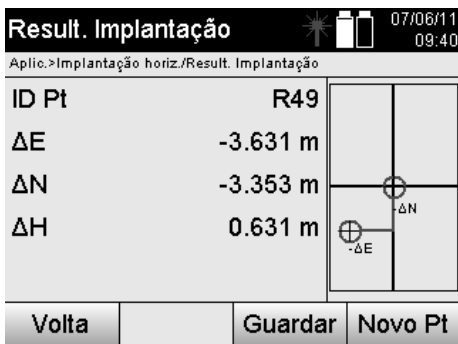 Result. Implantação
07/06/11
09:40
Aplic.>Implantação horiz./Result. Implantação
ID Pt R49
ΔE -3.631 m
ΔN -3.353 m
ΔH 0.631 m
-ΔN
-ΔE
Volta Guardar Novo Pt